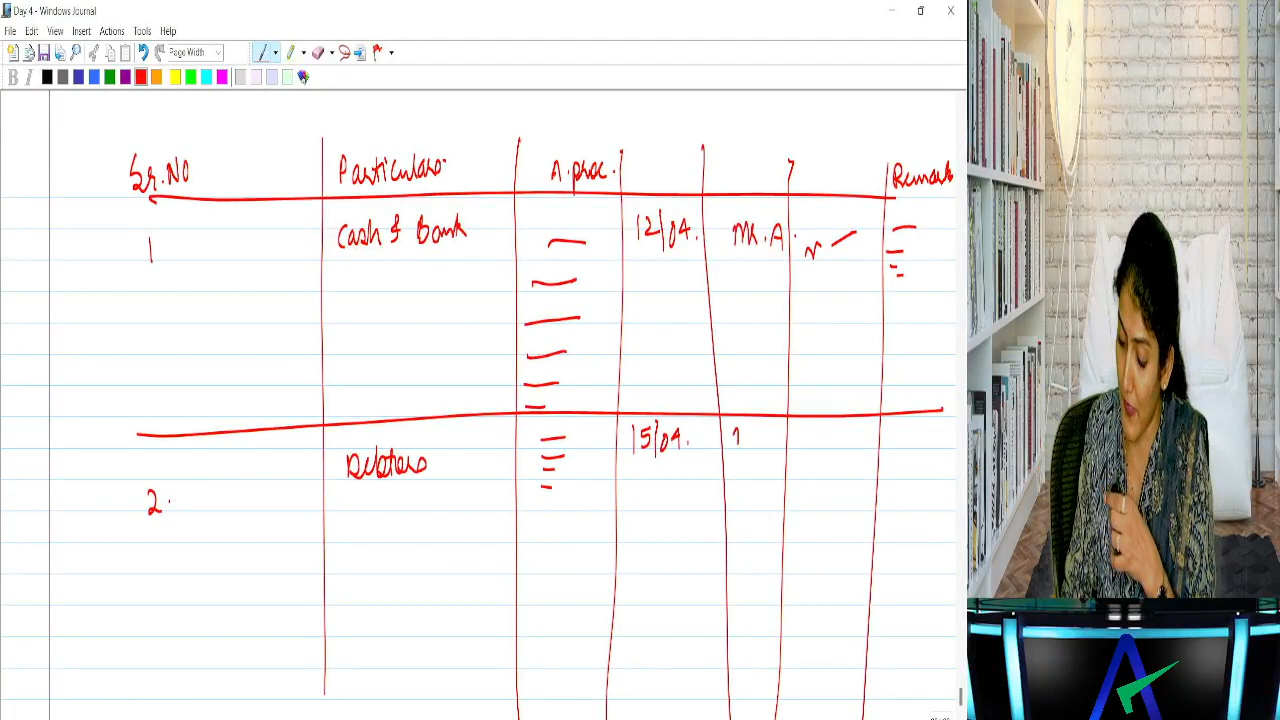 Day 4 - Windows Journal
File Edit View Insert Actions Tools Help
Page Width
B I
Sr.No Particulars A.proc. Remark
1 Cash & Bank 12/04. Mr. A.
Debtors 15/04.
2.